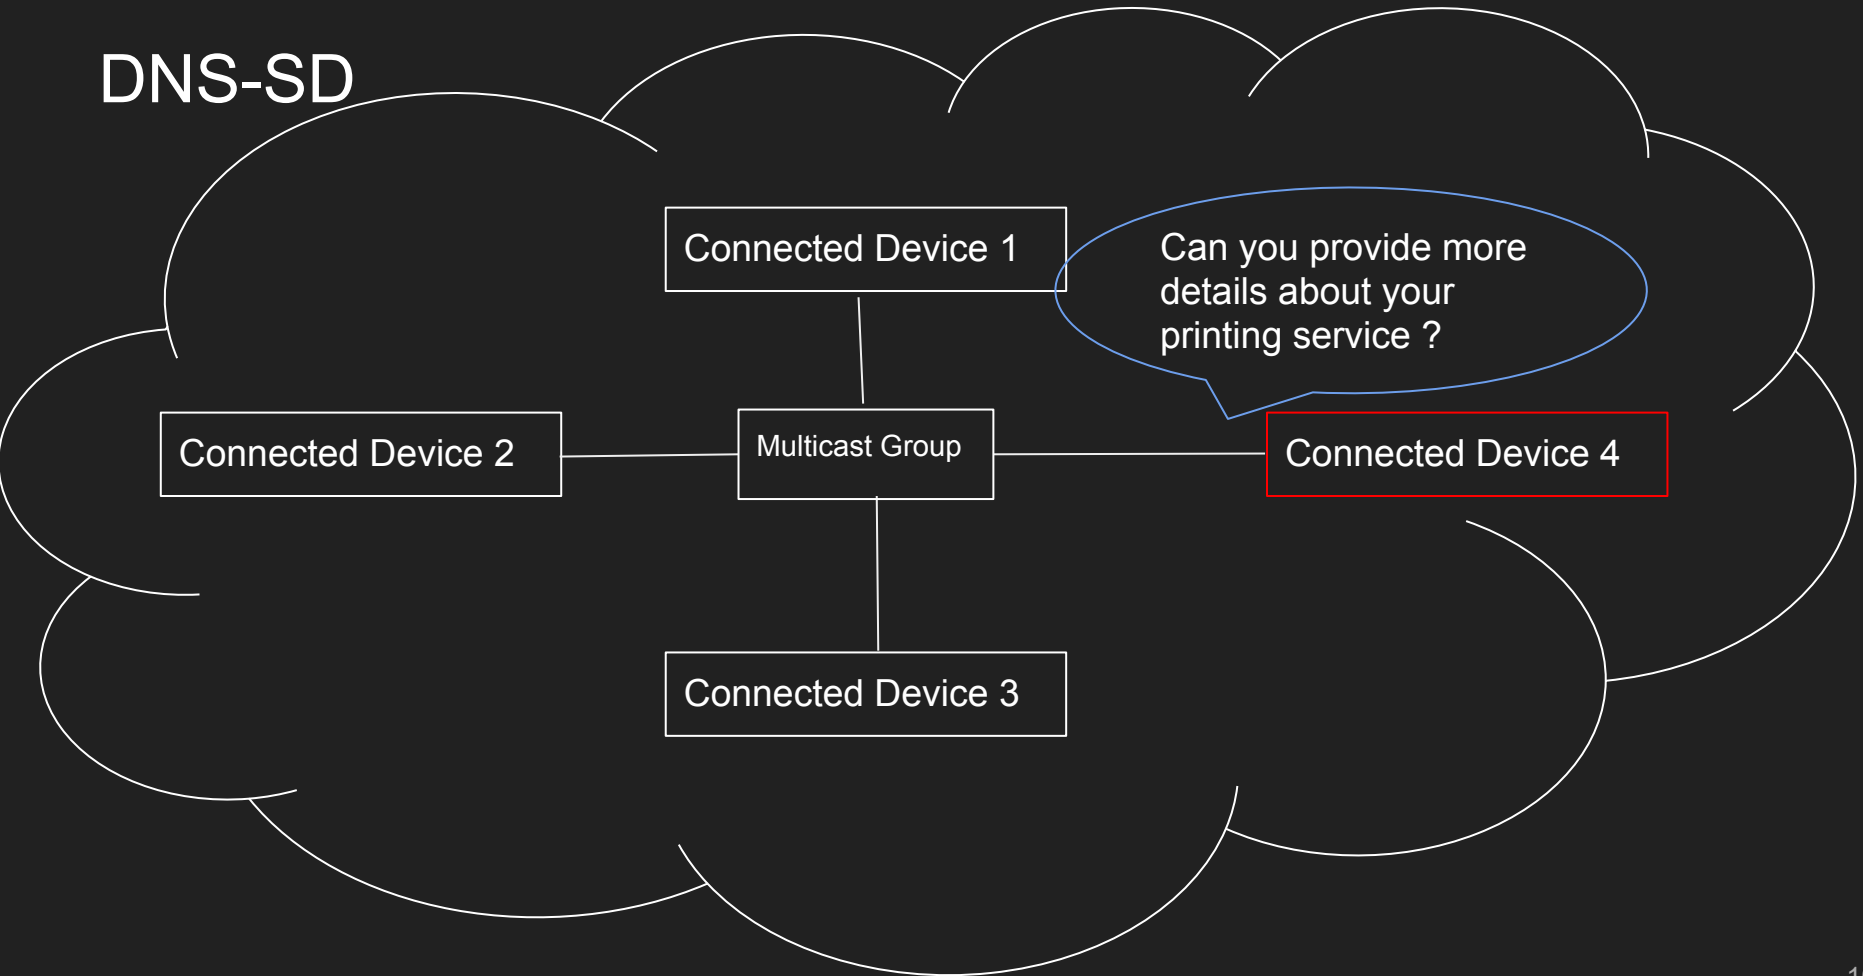 DNS-SD
Connected Device 1
Can you provide more
details about your
printing service ?
Connected Device 2
Multicast Group
Connected Device 4
Connected Device 3